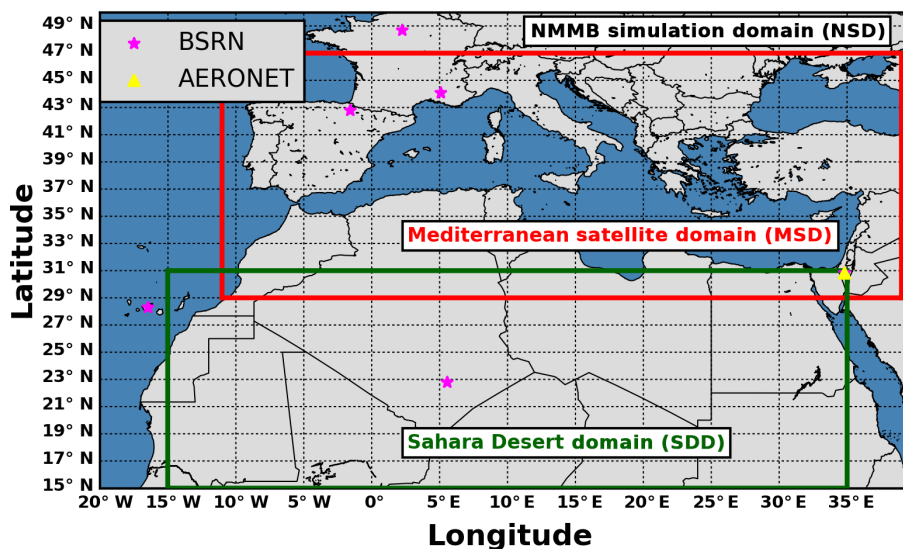 49° N
47° N
45° N
43° N
41° N
39° N
37° N
35° N
33° N
31° N
29° N
27° N
25° N
23° N
21° N
19° N
17° N
15° N
Latitude
BSRN
AERONET
NMMB simulation domain (NSD)
Mediterranean satellite domain (MSD)
Sahara Desert domain (SDD)
20° W 15° W 10° W 5° W 0° 5° E 10° E 15° E 20° E 25° E 30° E 35° E
Longitude